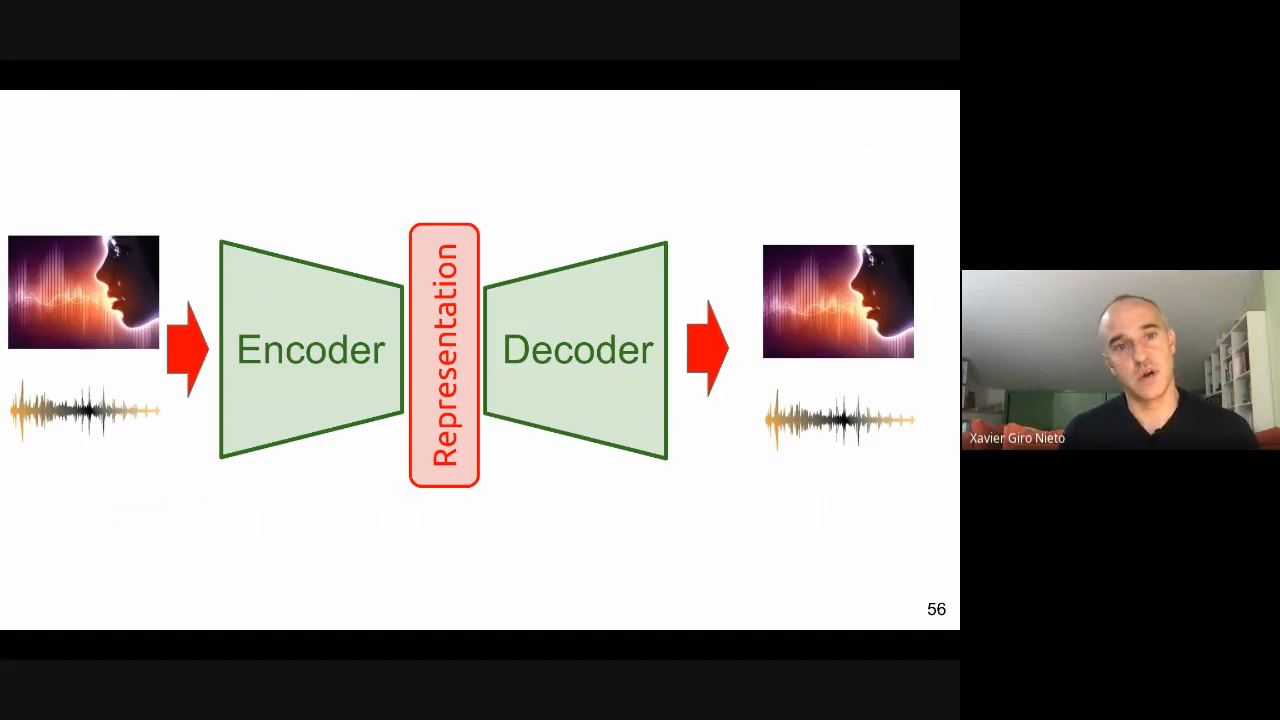 Encoder
Representation
Decoder
Xavier Giro Nieto
56